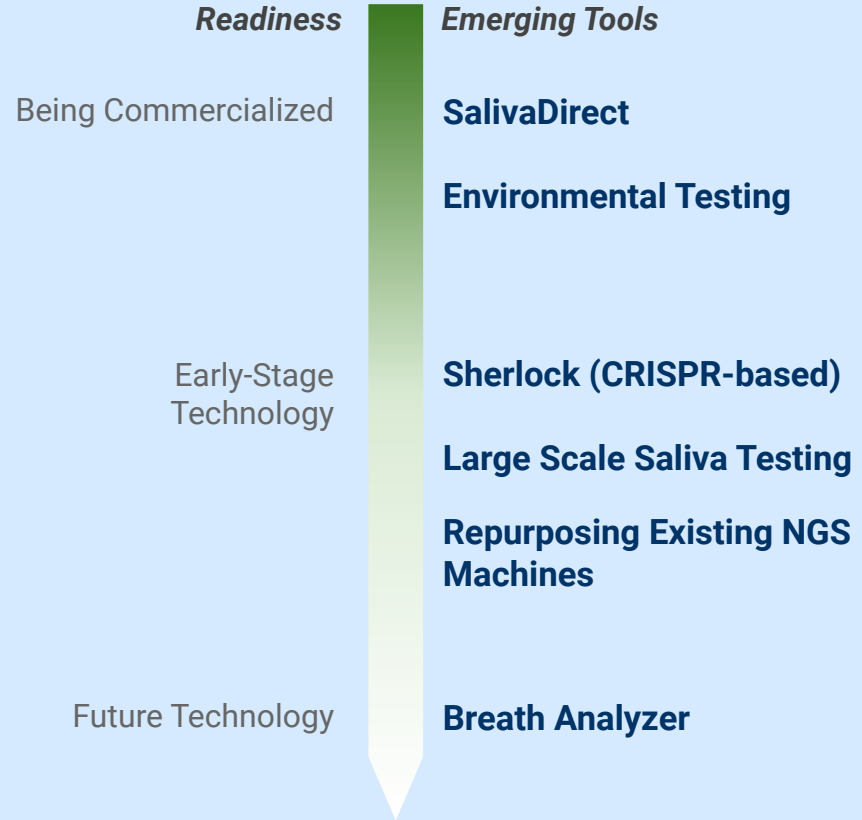 Readiness
Emerging Tools
Being Commercialized
SalivaDirect
Environmental Testing
Early-Stage
Technology
Sherlock (CRISPR-based)
Large Scale Saliva Testing
Repurposing Existing NGS
Machines
Future Technology
Breath Analyzer